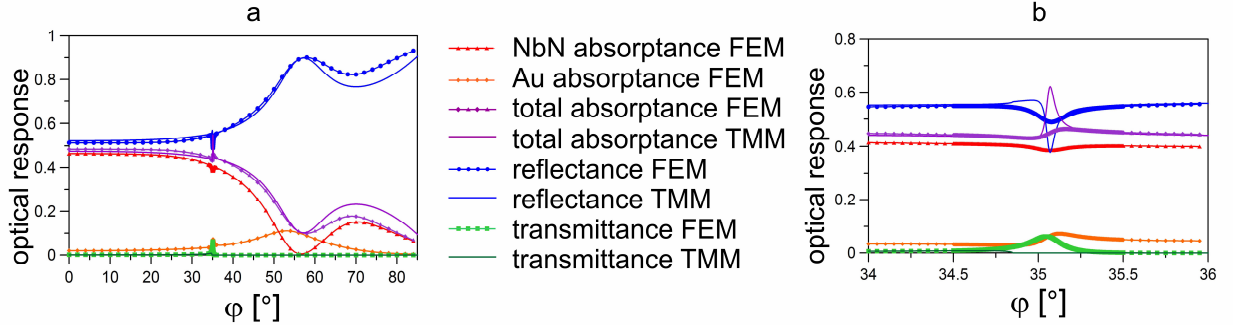 a
1
0.8
0.6
0.4
0.2
0
0 10 20 30 40 50 60 70 80
φ [°]
optical response
NbN absorptance FEM
Au absorptance FEM
total absorptance FEM
total absorptance TMM
reflectance FEM
reflectance TMM
transmittance FEM
transmittance TMM
b
0.8
0.6
0.4
0.2
0
34 34.5 35 35.5 36
φ [°]
optical response